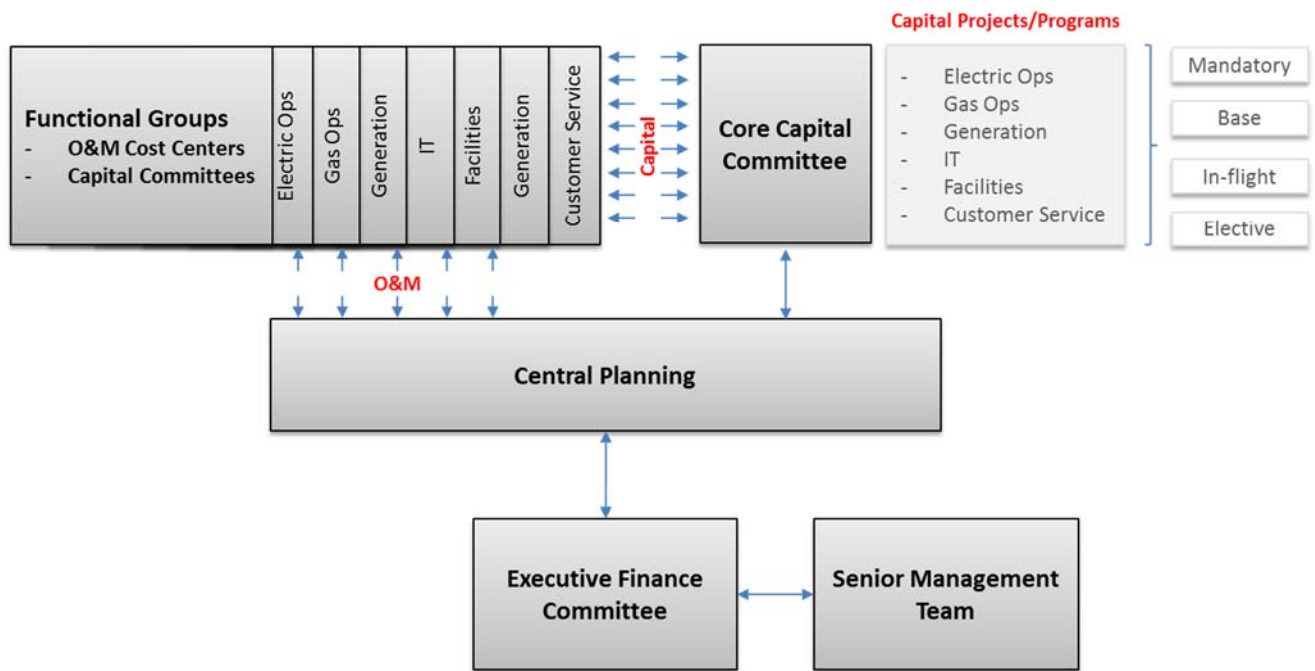 Capital Projects/Programs
Functional Groups
- O&M Cost Centers
- Capital Committees
Electric Ops
Gas Ops
Generation
IT
Facilities
Generation
Customer Service
Capital
Core Capital
Committee
- Electric Ops
- Gas Ops
- Generation
- IT
- Facilities
- Customer Service
Mandatory
Base
In-flight
Elective
O&M
Central Planning
Executive Finance
Committee
Senior Management
Team